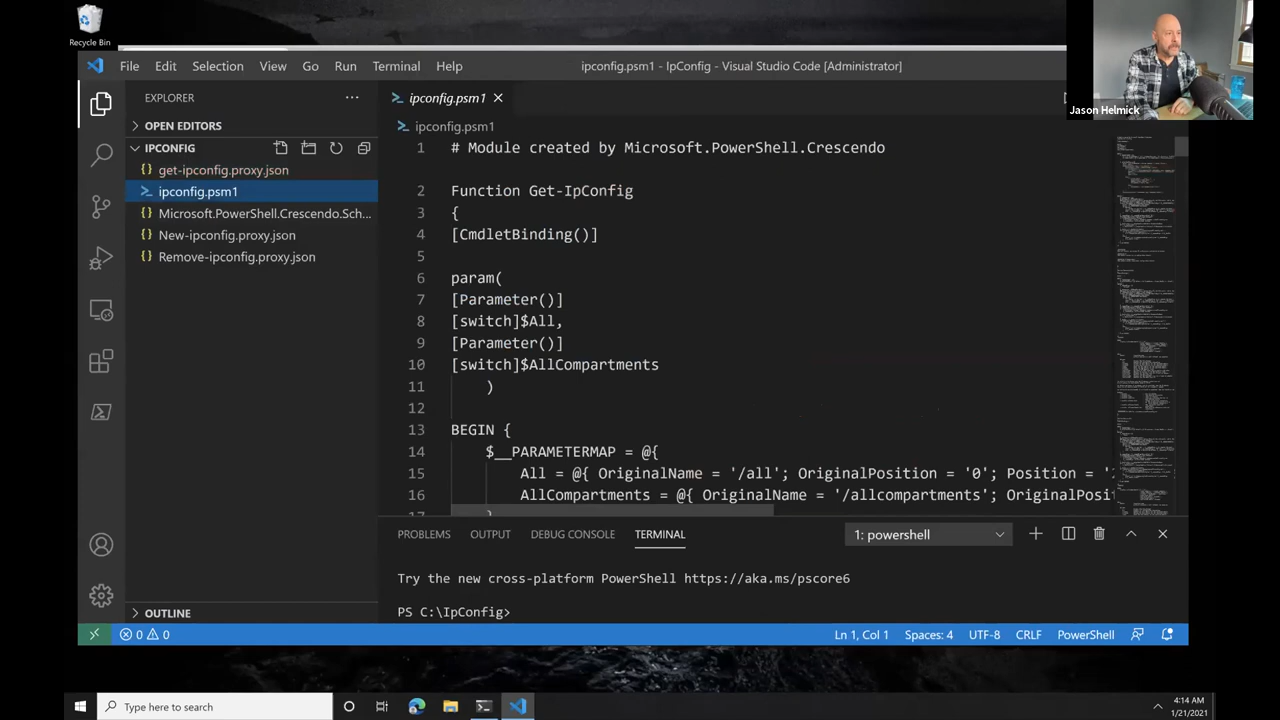 Recycle Bin
File Edit Selection View Go Run Terminal Help
ipconfig.psm1 - IpConfig - Visual Studio Code [Administrator]
Jason Helmick
EXPLORER
ipconfig.psm1
OPEN EDITORS
ipconfig.psm1
IPCONFIG
get-ipconfig.proxy.json
ipconfig.psm1
Microsoft.PowerShell.Crescendo.Sch...
New-ipconfig.proxy.json
Remove-ipconfig.proxy.json
1 # Module created by Microsoft.PowerShell.Crescendo
2 Function Get-IpConfig
3 {
4 mdletBinding()]
5
6 param(
7 [Parameter()]
8 [switch]$All,
9 [Parameter()]
10 [switch]$AllCompartments
11 )
12
13 BEGIN {
14 $__PARAMETERMAP = @{
15 All = @{ OriginalName = '/all'; OriginalPosition = '0'; Position = '
16 AllCompartments = @{ OriginalName = '/allcompartments'; OriginalPosi
17 }
PROBLEMS OUTPUT DEBUG CONSOLE TERMINAL
1: powershell
Try the new cross-platform PowerShell https://aka.ms/pscore6
PS C:\IpConfig>
OUTLINE
0 0
Ln 1, Col 1 Spaces: 4 UTF-8 CRLF PowerShell
Type here to search
4:14 AM
1/21/2021